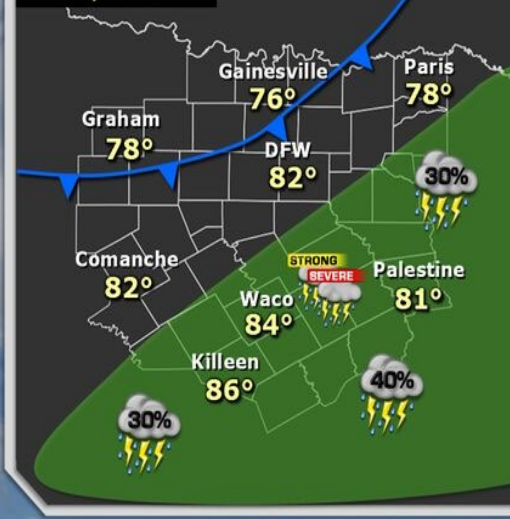 Gainesville
76°
Paris
78°
Graham
78°
DFW
82°
30%
Comanche
82°
STRONG
SEVERE
Palestine
81°
Waco
84°
Killeen
86°
40%
30%